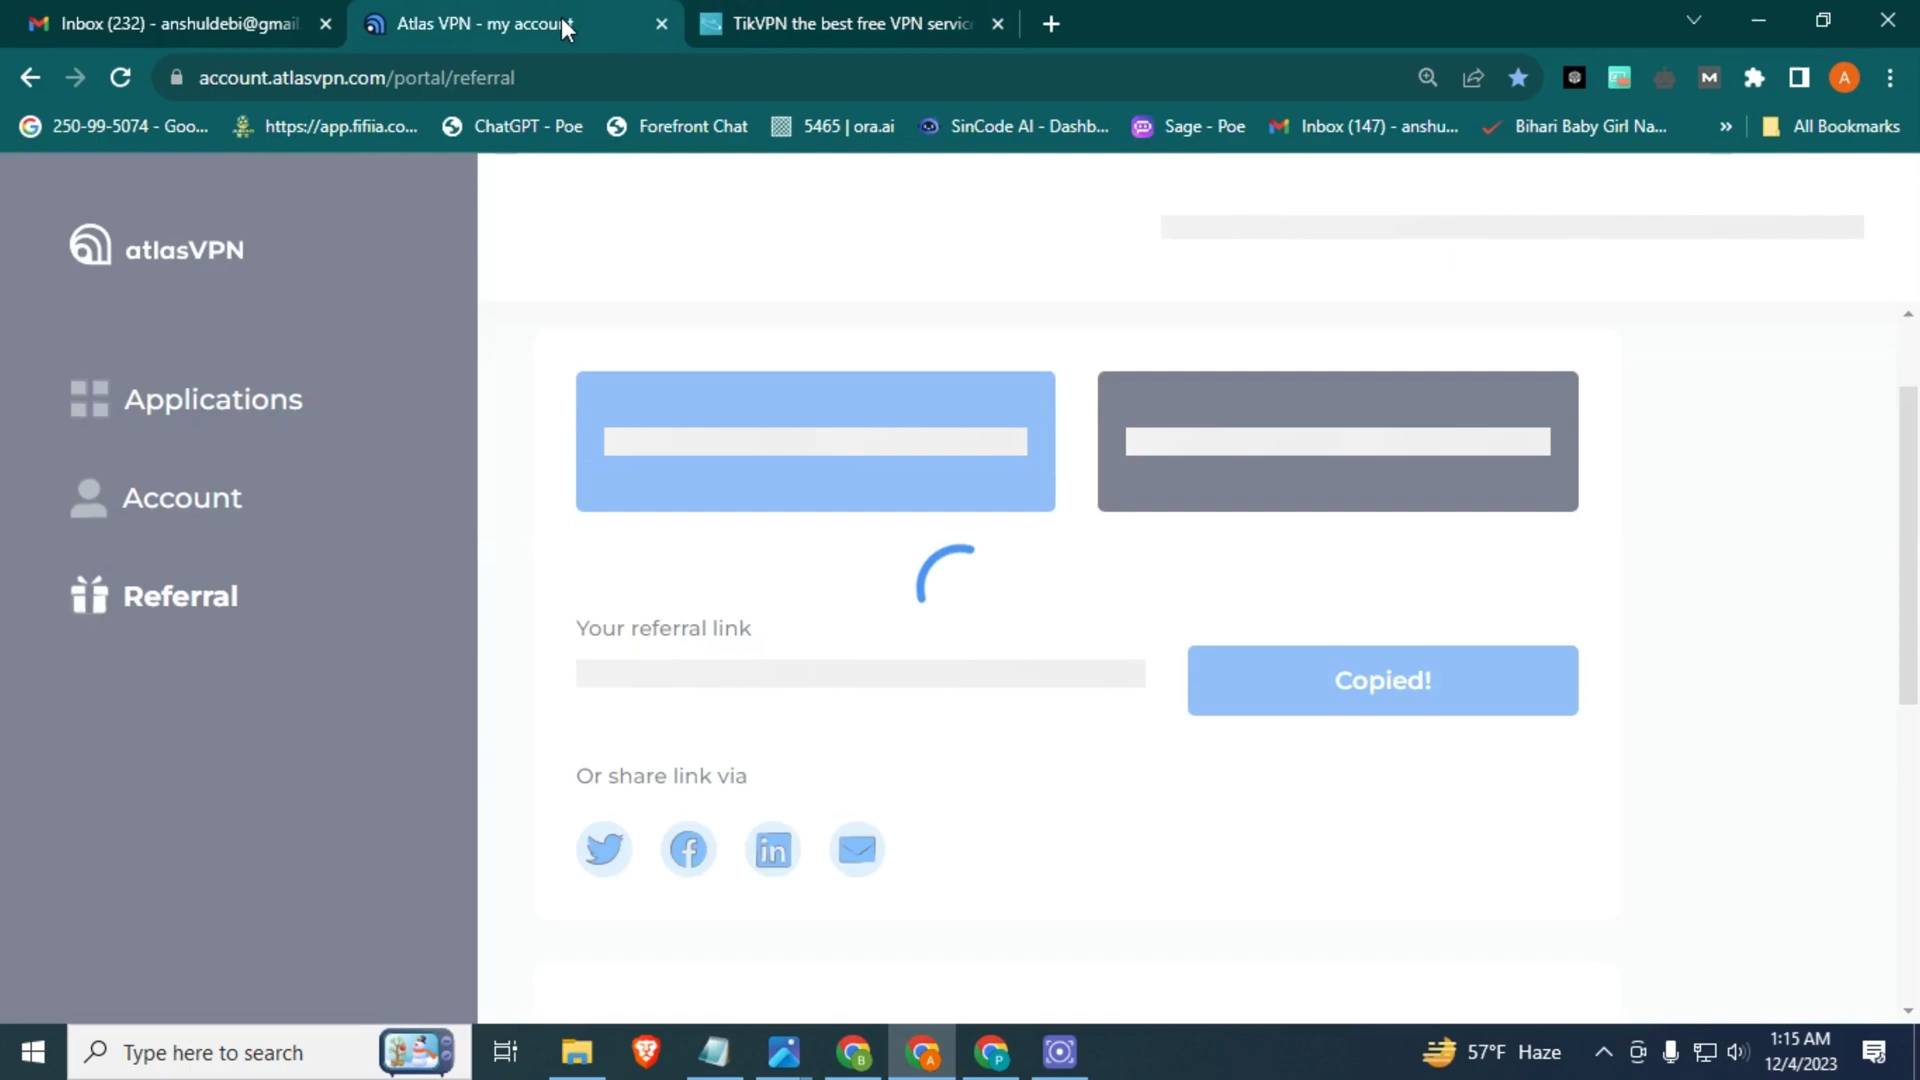 Inbox (232) - anshuldebi@gmail.
Atlas VPN - my account
TikVPN the best free VPN servic
account.atlasvpn.com/portal/referral
250-99-5074 - Goo...
https://app.fifiia.co...
ChatGPT - Poe
Forefront Chat
5465 | ora.ai
SinCode AI - Dashb...
Sage - Poe
Inbox (147) - anshu...
Bihari Baby Girl Na...
»
All Bookmarks
A
M
atlasVPN
Applications
Account
Referral
Your referral link
Copied!
Or share link via
in
Type here to search
B
A
P
57°F Haze
1:15 AM
12/4/2023